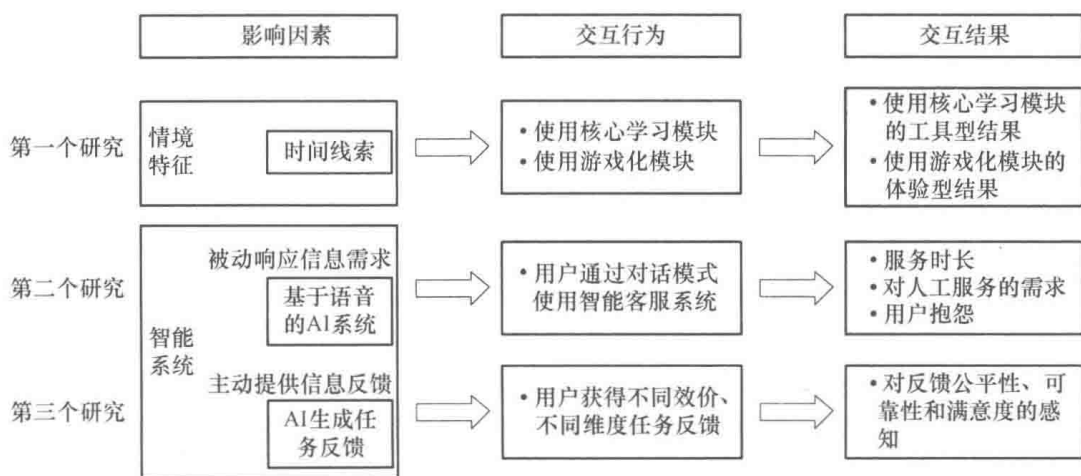 影响因素
交互行为
交互结果
第一个研究
情境
特征
时间线索
• 使用核心学习模块
• 使用游戏化模块
• 使用核心学习模块
的工具型结果
• 使用游戏化模块的
体验型结果
第二个研究
智能
系统
被动响应信息需求
基于语音
的AI系统
• 用户通过对话模式
使用智能客服系统
• 服务时长
• 对人工服务的需求
• 用户抱怨
第三个研究
主动提供信息反馈
AI生成任
务反馈
• 用户获得不同效价、
不同维度任务反馈
• 对反馈公平性、可
靠性和满意度的感
知